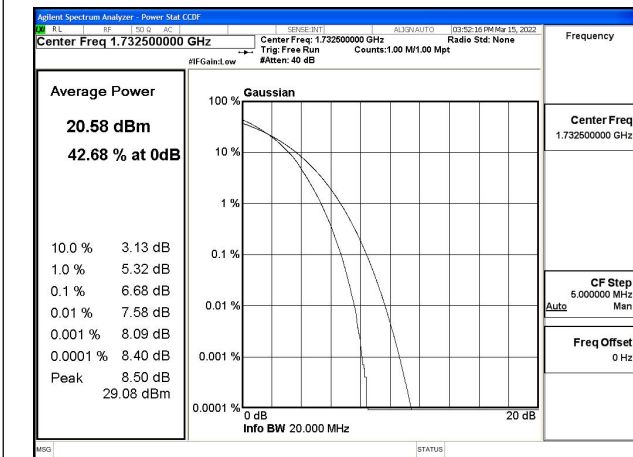 Agilent Spectrum Analyzer - Power Stat CCDF
RL RF 50 Ω AC SENSE:INT ALIGNAUTO 03:52:16 PM Mar 15, 2022
Center Freq 1.732500000 GHz
Center Freq: 1.732500000 GHz Radio Std: None
Trig: Free Run Counts:1.00 M/1.00 Mpt
#IFGain:Low #Atten: 40 dB
Frequency
Average Power
20.58 dBm
42.68 % at 0dB
10.0 % 3.13 dB
1.0 % 5.32 dB
0.1 % 6.68 dB
0.01 % 7.58 dB
0.001 % 8.09 dB
0.0001 % 8.40 dB
Peak 8.50 dB
29.08 dBm
Gaussian
100 %
10 %
1 %
0.1 %
0.01 %
0.001 %
0.0001 %
0 dB 20 dB
Info BW 20.000 MHz
Center Freq
1.732500000 GHz
CF Step
5.000000 MHz
Auto Man
Freq Offset
0 Hz
MSG STATUS